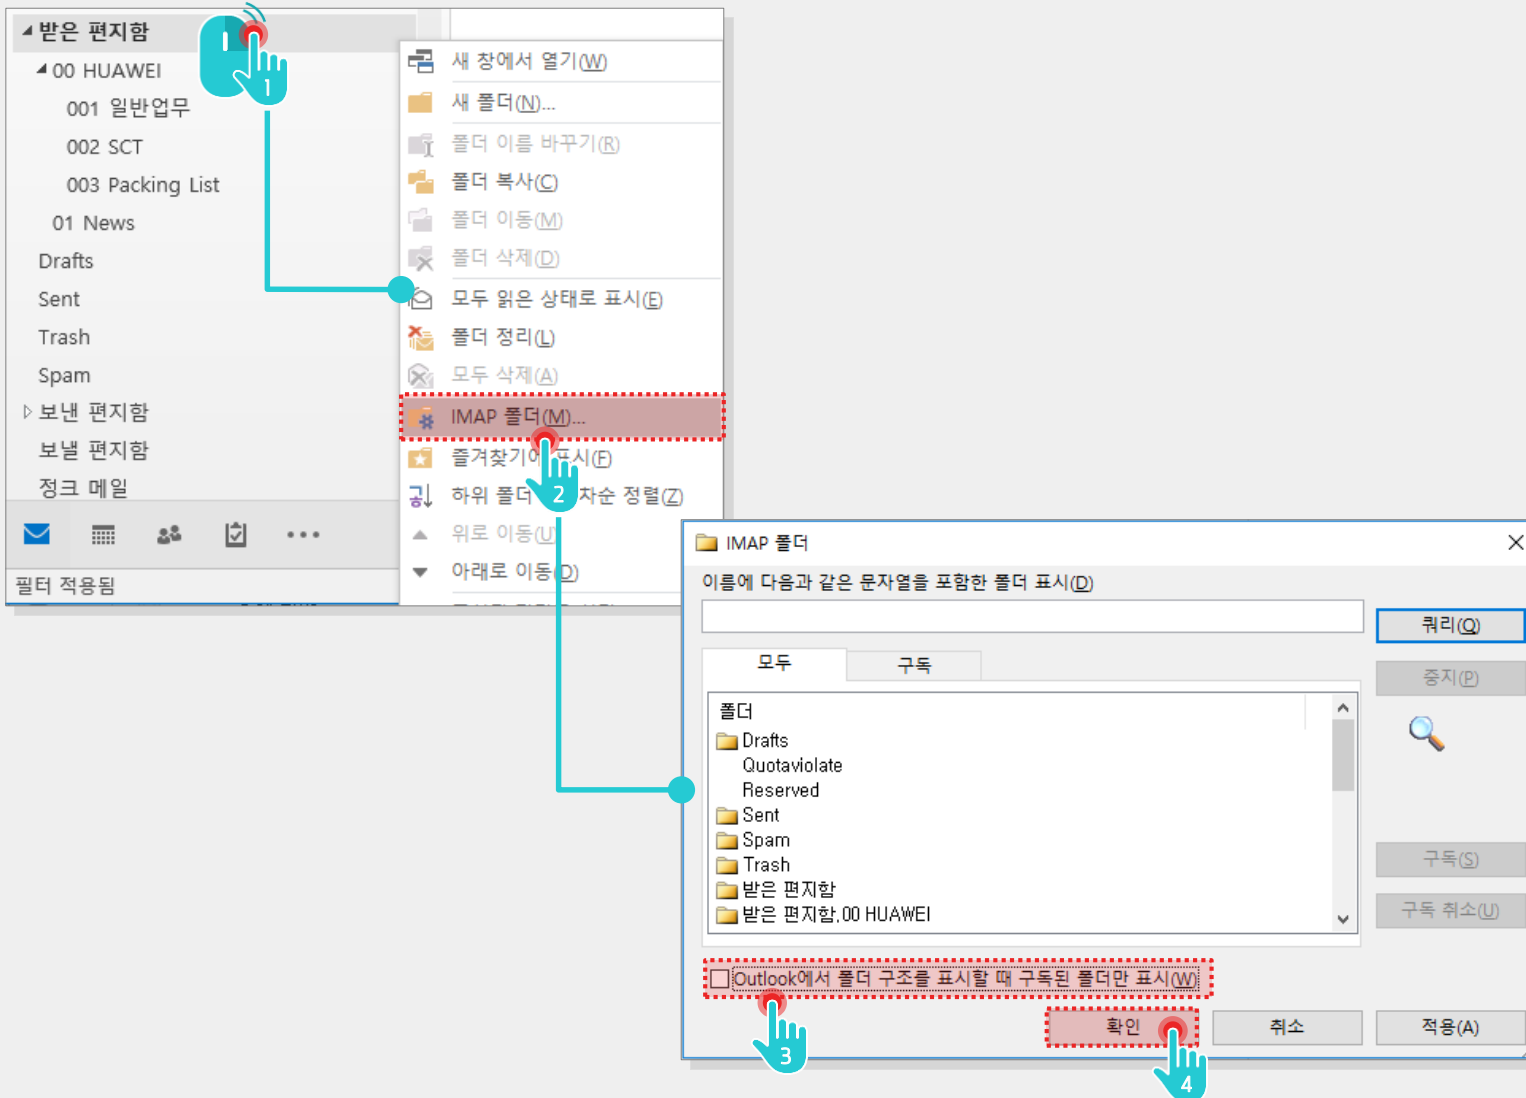 받은 편지함
00 HUAWEI
001 일반업무
002 SCT
003 Packing List
01 News
Drafts
Sent
Trash
Spam
보낸 편지함
보낼 편지함
정크 메일
필터 적용됨
1
새 창에서 열기(W)
새 폴더(N)...
폴더 이름 바꾸기(R)
폴더 복사(C)
폴더 이동(M)
폴더 삭제(D)
모두 읽은 상태로 표시(E)
폴더 정리(L)
모두 삭제(A)
IMAP 폴더(M)...
즐겨찾기에 표시(F)
2
하위 폴더 차순 정렬(Z)
위로 이동(U)
아래로 이동(D)
IMAP 폴더
이름에 다음과 같은 문자열을 포함한 폴더 표시(D)
쿼리(Q)
중지(P)
모두
구독
폴더
Drafts
Quotaviolate
Reserved
Sent
Spam
Trash
받은 편지함
받은 편지함.00 HUAWEI
구독(S)
구독 취소(U)
Outlook에서 폴더 구조를 표시할 때 구독된 폴더만 표시(W)
3
확인
취소
적용(A)
4